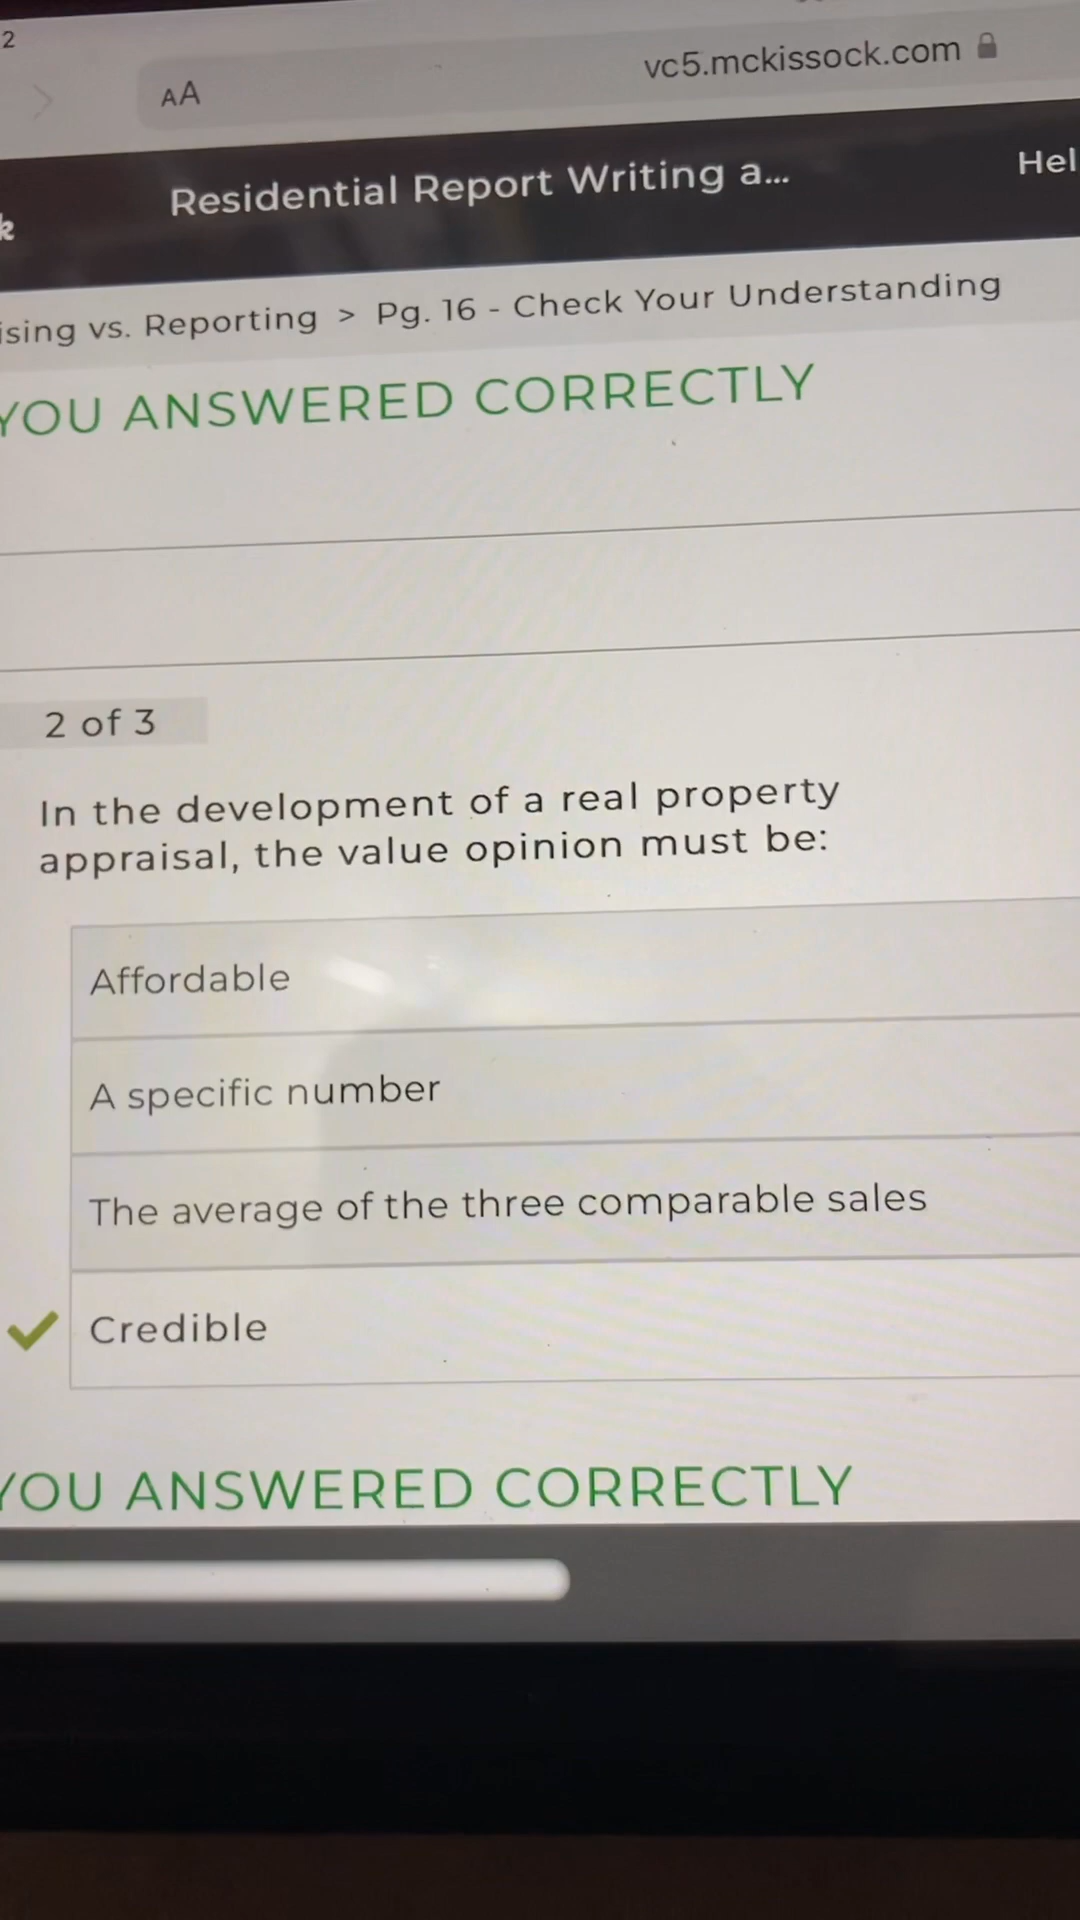 2
AA
vc5.mckissock.com
Residential Report Writing a...
Hel
ising vs. Reporting > Pg. 16 - Check Your Understanding
YOU ANSWERED CORRECTLY
2 of 3
In the development of a real property
appraisal, the value opinion must be:
Affordable
A specific number
The average of the three comparable sales
Credible
YOU ANSWERED CORRECTLY